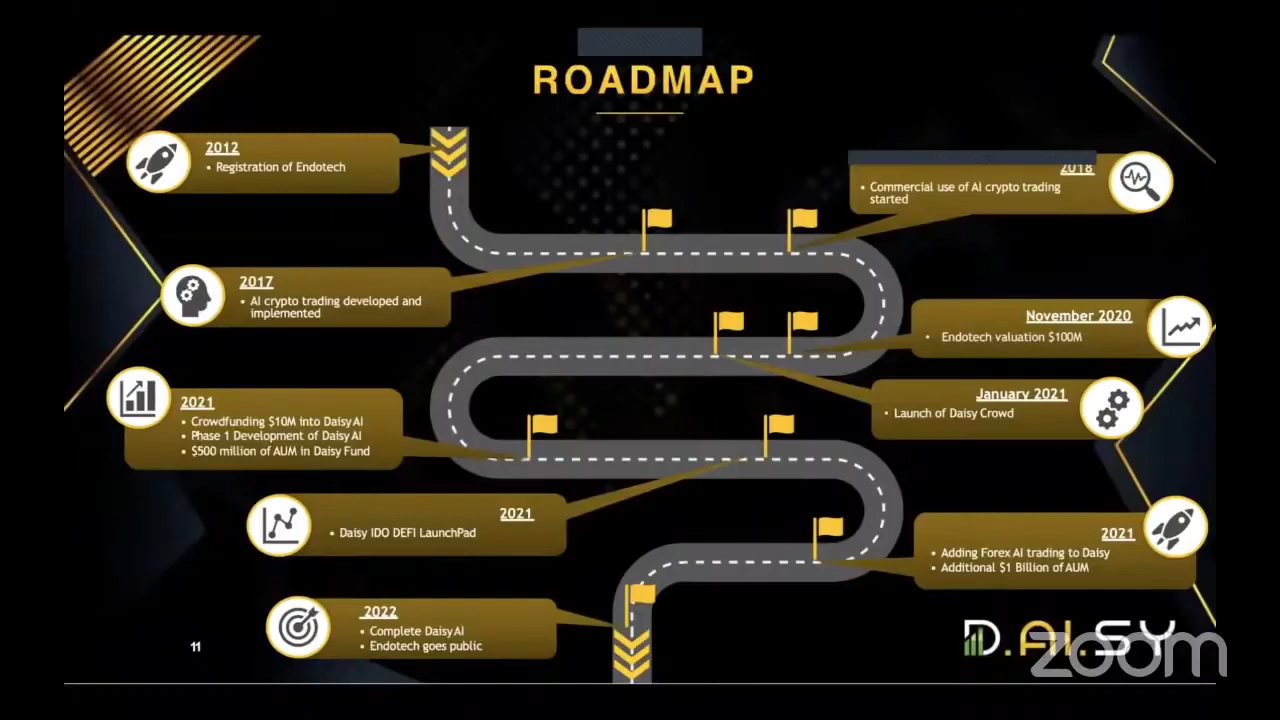 ROADMAP
2012
• Registration of Endotech
2018
• Commercial use of AI crypto trading
started
2017
• AI crypto trading developed and
implemented
November 2020
• Endotech valuation $100M
January 2021
• Launch of Daisy Crowd
2021
• Crowdfunding $10M into Daisy AI
• Phase 1 Development of Daisy AI
• $500 million of AUM in Daisy Fund
2021
• Daisy IDO DEFI LaunchPad
2021
• Adding Forex AI trading to Daisy
• Additional $1 Billion of AUM
2022
• Complete Daisy AI
• Endotech goes public
11
D.AI.SY
zoom